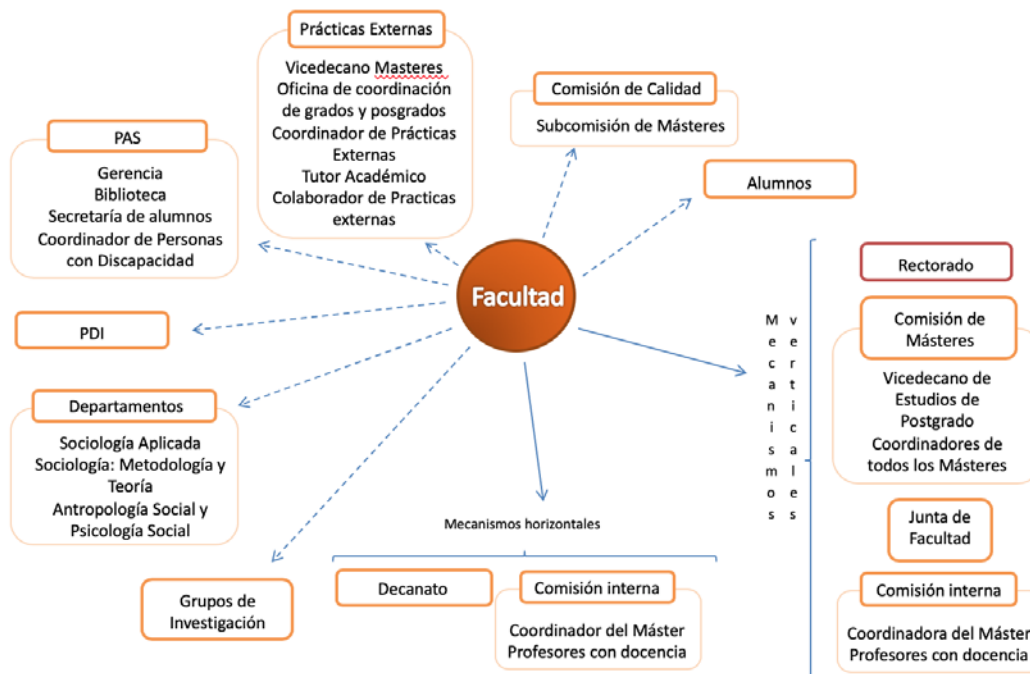 Prácticas Externas
Vicedecano Masteres
Oficina de coordinación
de grados y posgrados
Coordinador de Prácticas
Externas
Tutor Académico
Colaborador de Practicas
externas
Comisión de Calidad
Subcomisión de Másteres
PAS
Gerencia
Biblioteca
Secretaría de alumnos
Coordinador de Personas
con Discapacidad
Alumnos
Facultad
PDI
Departamentos
Sociología Aplicada
Sociología: Metodología y
Teoría
Antropología Social y
Psicología Social
Grupos de
Investigación
Mecanismos horizontales
Decanato
Comisión interna
Coordinador del Máster
Profesores con docencia
Mecanismos
verticales
Rectorado
Comisión de
Másteres
Vicedecano de
Estudios de
Postgrado
Coordinadores de
todos los Másteres
Junta de
Facultad
Comisión interna
Coordinadora del Máster
Profesores con docencia